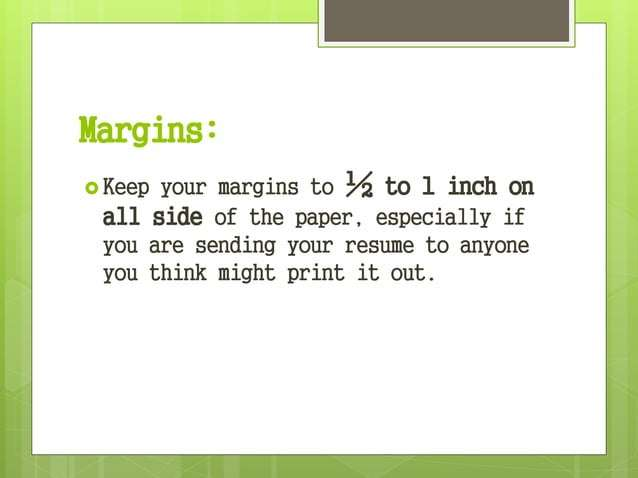 Margins:
Keep your margins to ½ to 1 inch on
all side of the paper, especially if
you are sending your resume to anyone
you think might print it out.